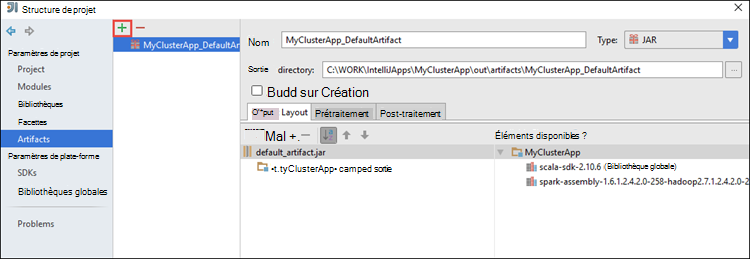 Structure de projet
Paramètres de projet
Project
Modules
Bibliothèques
Facettes
Artifacts
Paramètres de plate-forme
SDKs
Bibliothèques globales
Problems
MyClusterApp_DefaultArt
Nom MyClusterApp_DefaultArtifact Type: JAR
Sortie directory: C:\WORK\IntelliJApps\MyClusterApp\out\artifacts\MyClusterApp_DefaultArtifact ...
Budd sur Création
Layout Prétraitement Post-traitement
Mal +. Éléments disponibles ?
default_artifact.jar
•t.tyClusterApp• camped sortie
MyClusterApp
scala-sdk-2.10.6 (Bibliothèque globale)
spark-assembly-1.6.1.2.4.2.0-258-hadoop2.7.1.2.4.2.0-2